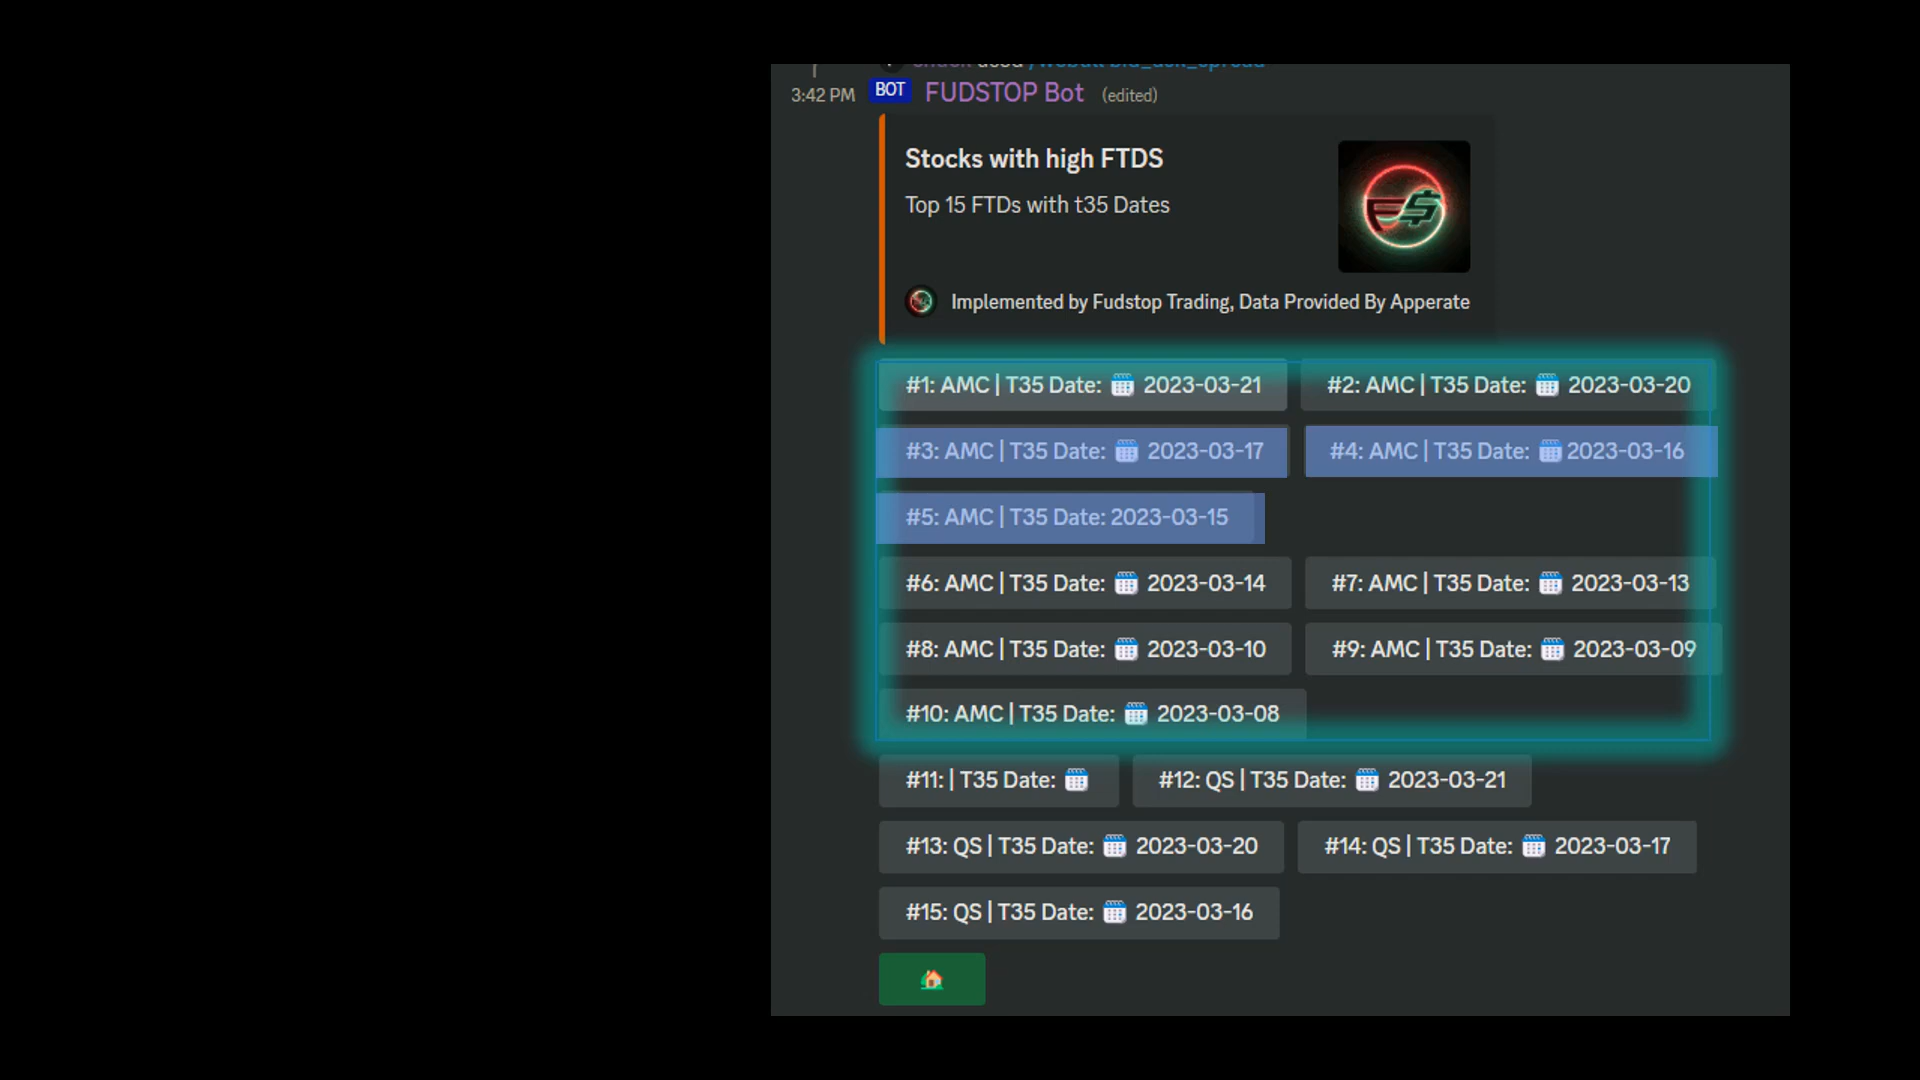 3:42 PM BOT FUDSTOP Bot (edited)
Stocks with high FTDS
Top 15 FTDs with t35 Dates
F$
Implemented by Fudstop Trading, Data Provided By Apperate
#1: AMC | T35 Date: 2023-03-21
#2: AMC | T35 Date: 2023-03-20
#3: AMC | T35 Date: 2023-03-17
#4: AMC | T35 Date: 2023-03-16
#5: AMC | T35 Date: 2023-03-15
#6: AMC | T35 Date: 2023-03-14
#7: AMC | T35 Date: 2023-03-13
#8: AMC | T35 Date: 2023-03-10
#9: AMC | T35 Date: 2023-03-09
#10: AMC | T35 Date: 2023-03-08
#11: | T35 Date:
#12: QS | T35 Date: 2023-03-21
#13: QS | T35 Date: 2023-03-20
#14: QS | T35 Date: 2023-03-17
#15: QS | T35 Date: 2023-03-16